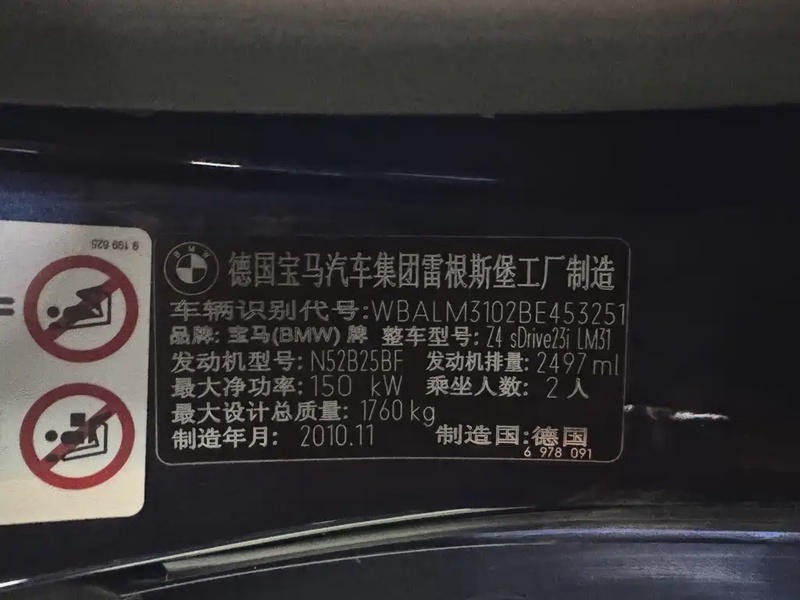 9 199 625
BMW
德国宝马汽车集团雷根斯堡工厂制造
车辆识别代号:WBALM3102BE453251
品牌: 宝马(BMW) 牌 整车型号: Z4 sDrive23i LM31
发动机型号: N52B25BF 发动机排量: 2497 ml
最大净功率: 150 kW 乘坐人数: 2 人
最大设计总质量: 1760 kg
制造年月: 2010.11 制造国: 德国
6 978 091